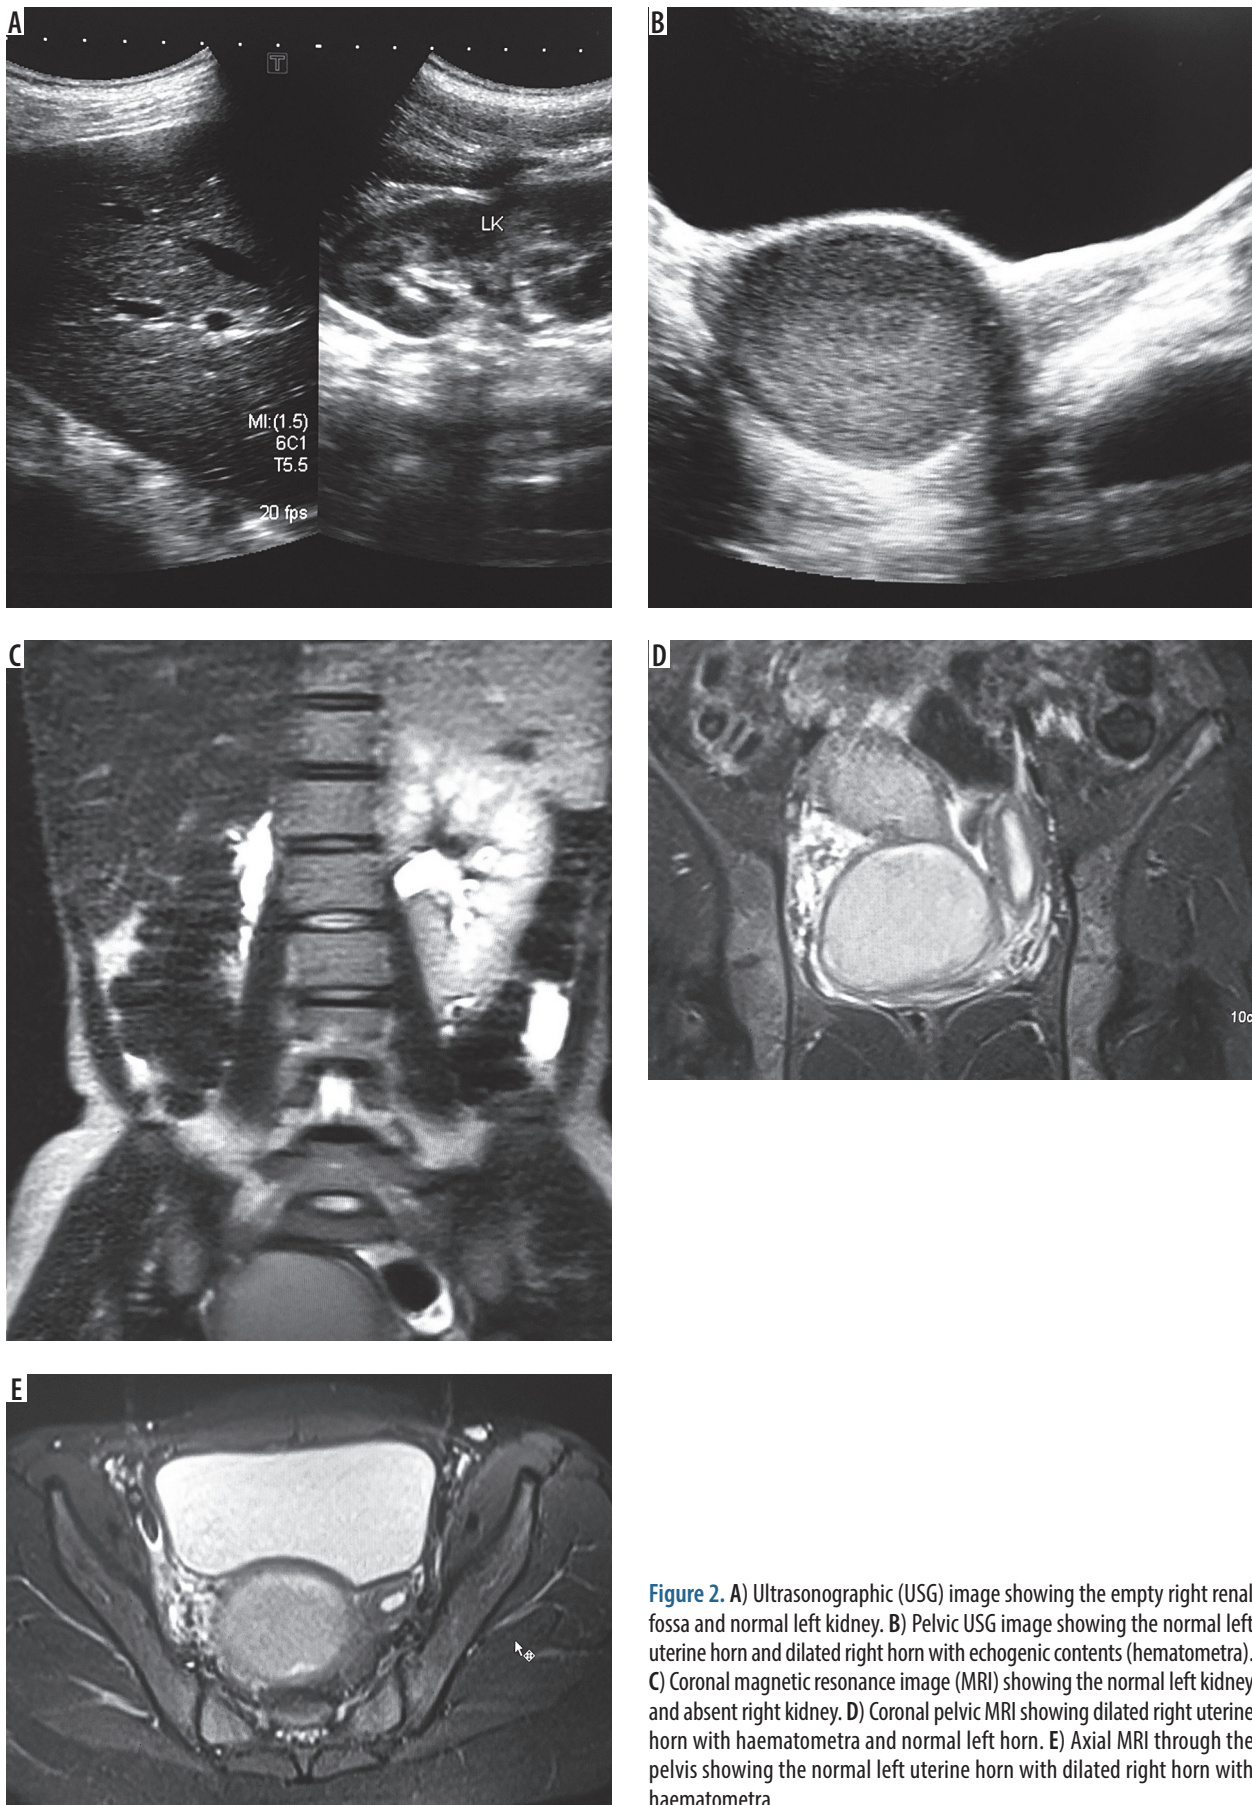 A
B
T
LK
MI:(1.5)
6C1
T5.5
20 fps
C
D
10c
E
Figure 2. A) Ultrasonographic (USG) image showing the empty right renal
fossa and normal left kidney. B) Pelvic USG image showing the normal left
uterine horn and dilated right horn with echogenic contents (hematometra).
C) Coronal magnetic resonance image (MRI) showing the normal left kidney
and absent right kidney. D) Coronal pelvic MRI showing dilated right uterine
horn with haematometra and normal left horn. E) Axial MRI through the
pelvis showing the normal left uterine horn with dilated right horn with
haematometra